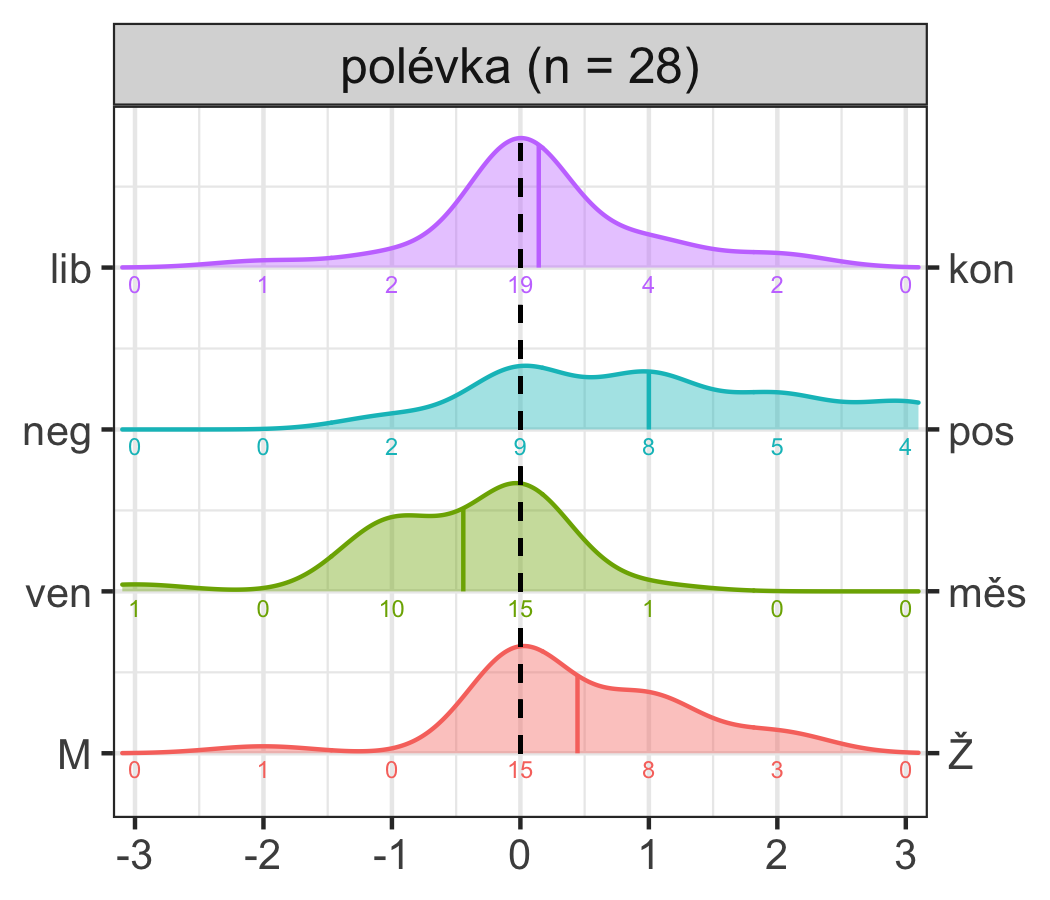 polévka (n = 28)
lib kon
0 1 2 19 4 2 0
neg pos
0 0 2 9 8 5 4
ven měs
1 0 10 15 1 0 0
M Ž
0 1 0 15 8 3 0
-3 -2 -1 0 1 2 3